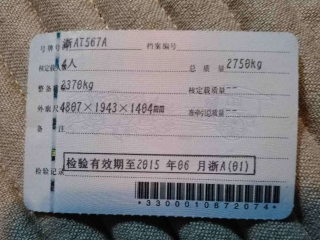 号牌号码 浙AT567A 档案编号
核定载人数 4人 总质量 2750kg
整备质量 2370kg 核定载质量 --
外廓尺寸 4807×1943×1404mm 准牵引总质量 --
备注
检验记录 检验有效期至2015年06月浙A(01)
*3300010672074*